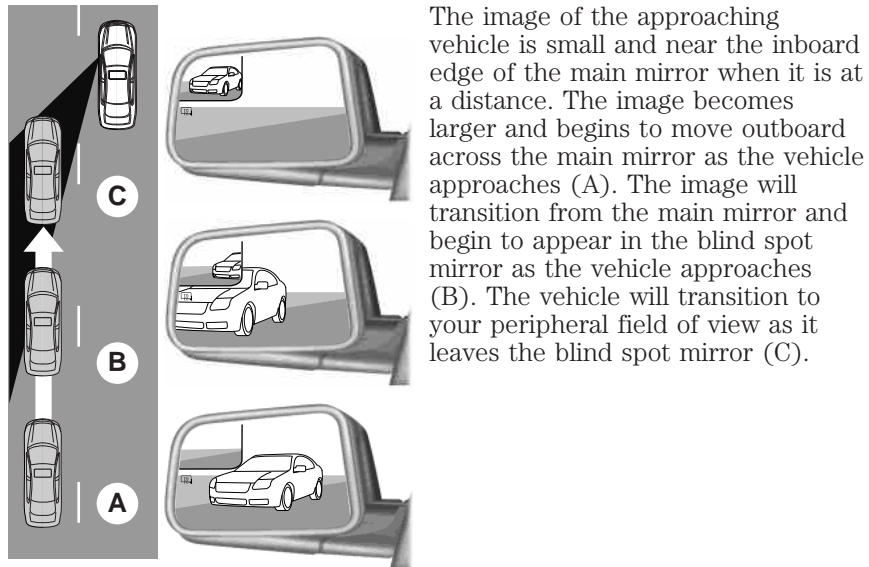 The image of the approaching
vehicle is small and near the inboard
edge of the main mirror when it is at
a distance. The image becomes
larger and begins to move outboard
across the main mirror as the vehicle
approaches (A). The image will
transition from the main mirror and
begin to appear in the blind spot
mirror as the vehicle approaches
(B). The vehicle will transition to
your peripheral field of view as it
leaves the blind spot mirror (C).
C
B
A